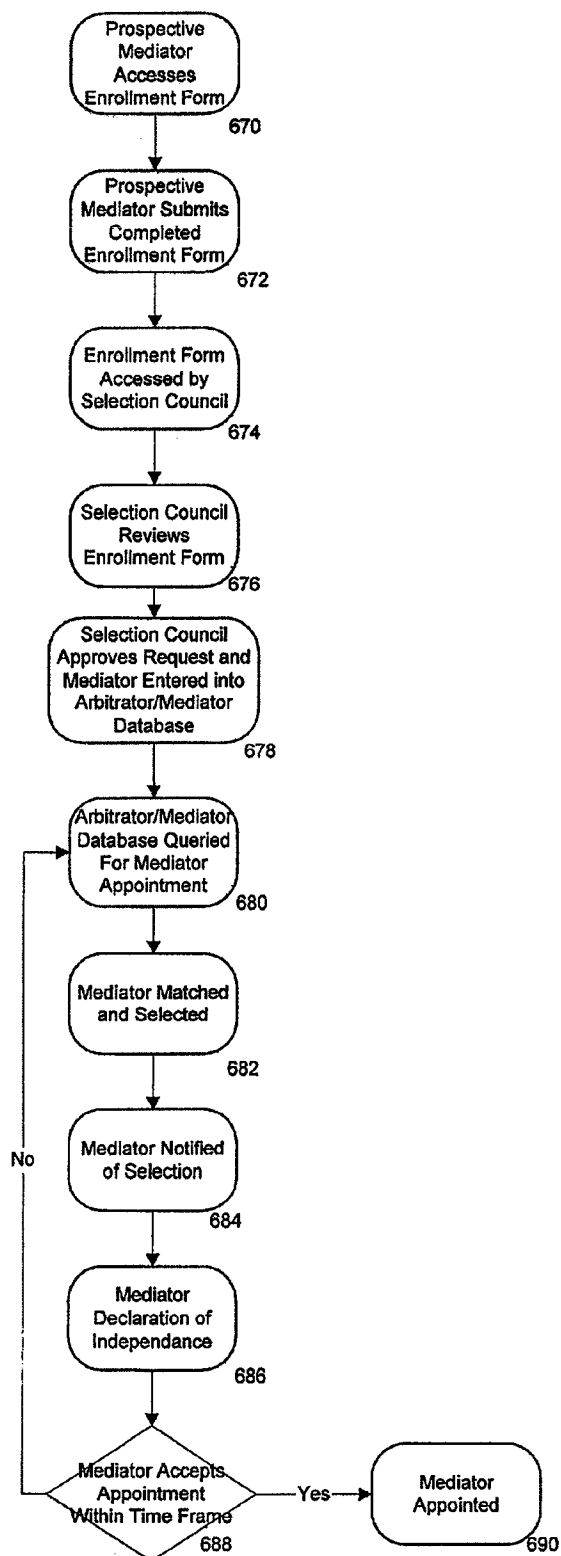 Prospective
Mediator
Accesses
Enrollment Form
670
Prospective
Mediator Submits
Completed
Enrollment Form
672
Enrollment Form
Accessed by
Selection Council
674
Selection Council
Reviews
Enrollment Form
676
Selection Council
Approves Request and
Mediator Entered into
Arbitrator/Mediator
Database
678
Arbitrator/Mediator
Database Queried
For Mediator
Appointment
680
Mediator Matched
and Selected
682
Mediator Notified
of Selection
684
No
Mediator
Declaration of
Independance
686
Mediator Accepts
Appointment
Within Time Frame
688
Yes
Mediator
Appointed
690